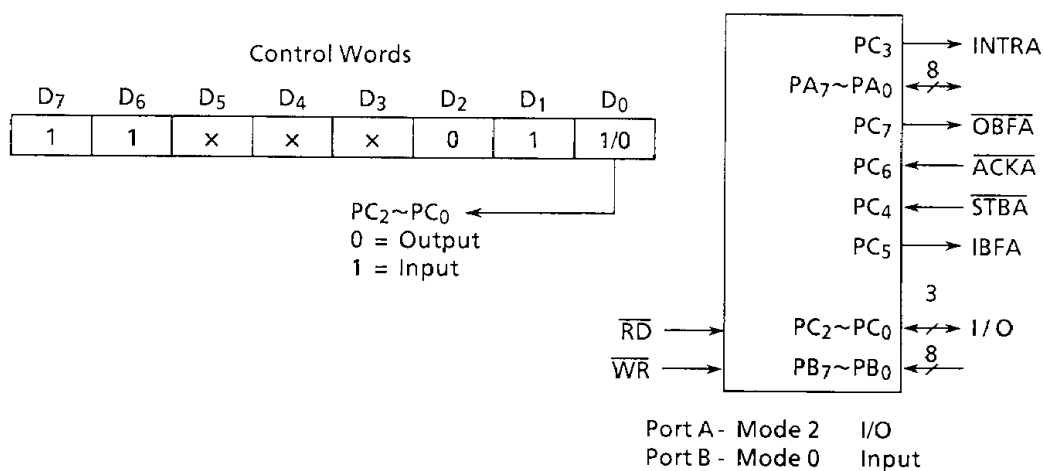 Control Words
D7 D6 D5 D4 D3 D2 D1 D0
1 1 × × × 0 1 1/0
PC2~PC0
0 = Output
1 = Input
PC3 INTRA
PA7~PA0 8
PC7 OBFA
PC6 ACKA
PC4 STBA
PC5 IBFA
3
RD PC2~PC0 I/O
WR PB7~PB0 8
Port A - Mode 2 I/O
Port B - Mode 0 Input